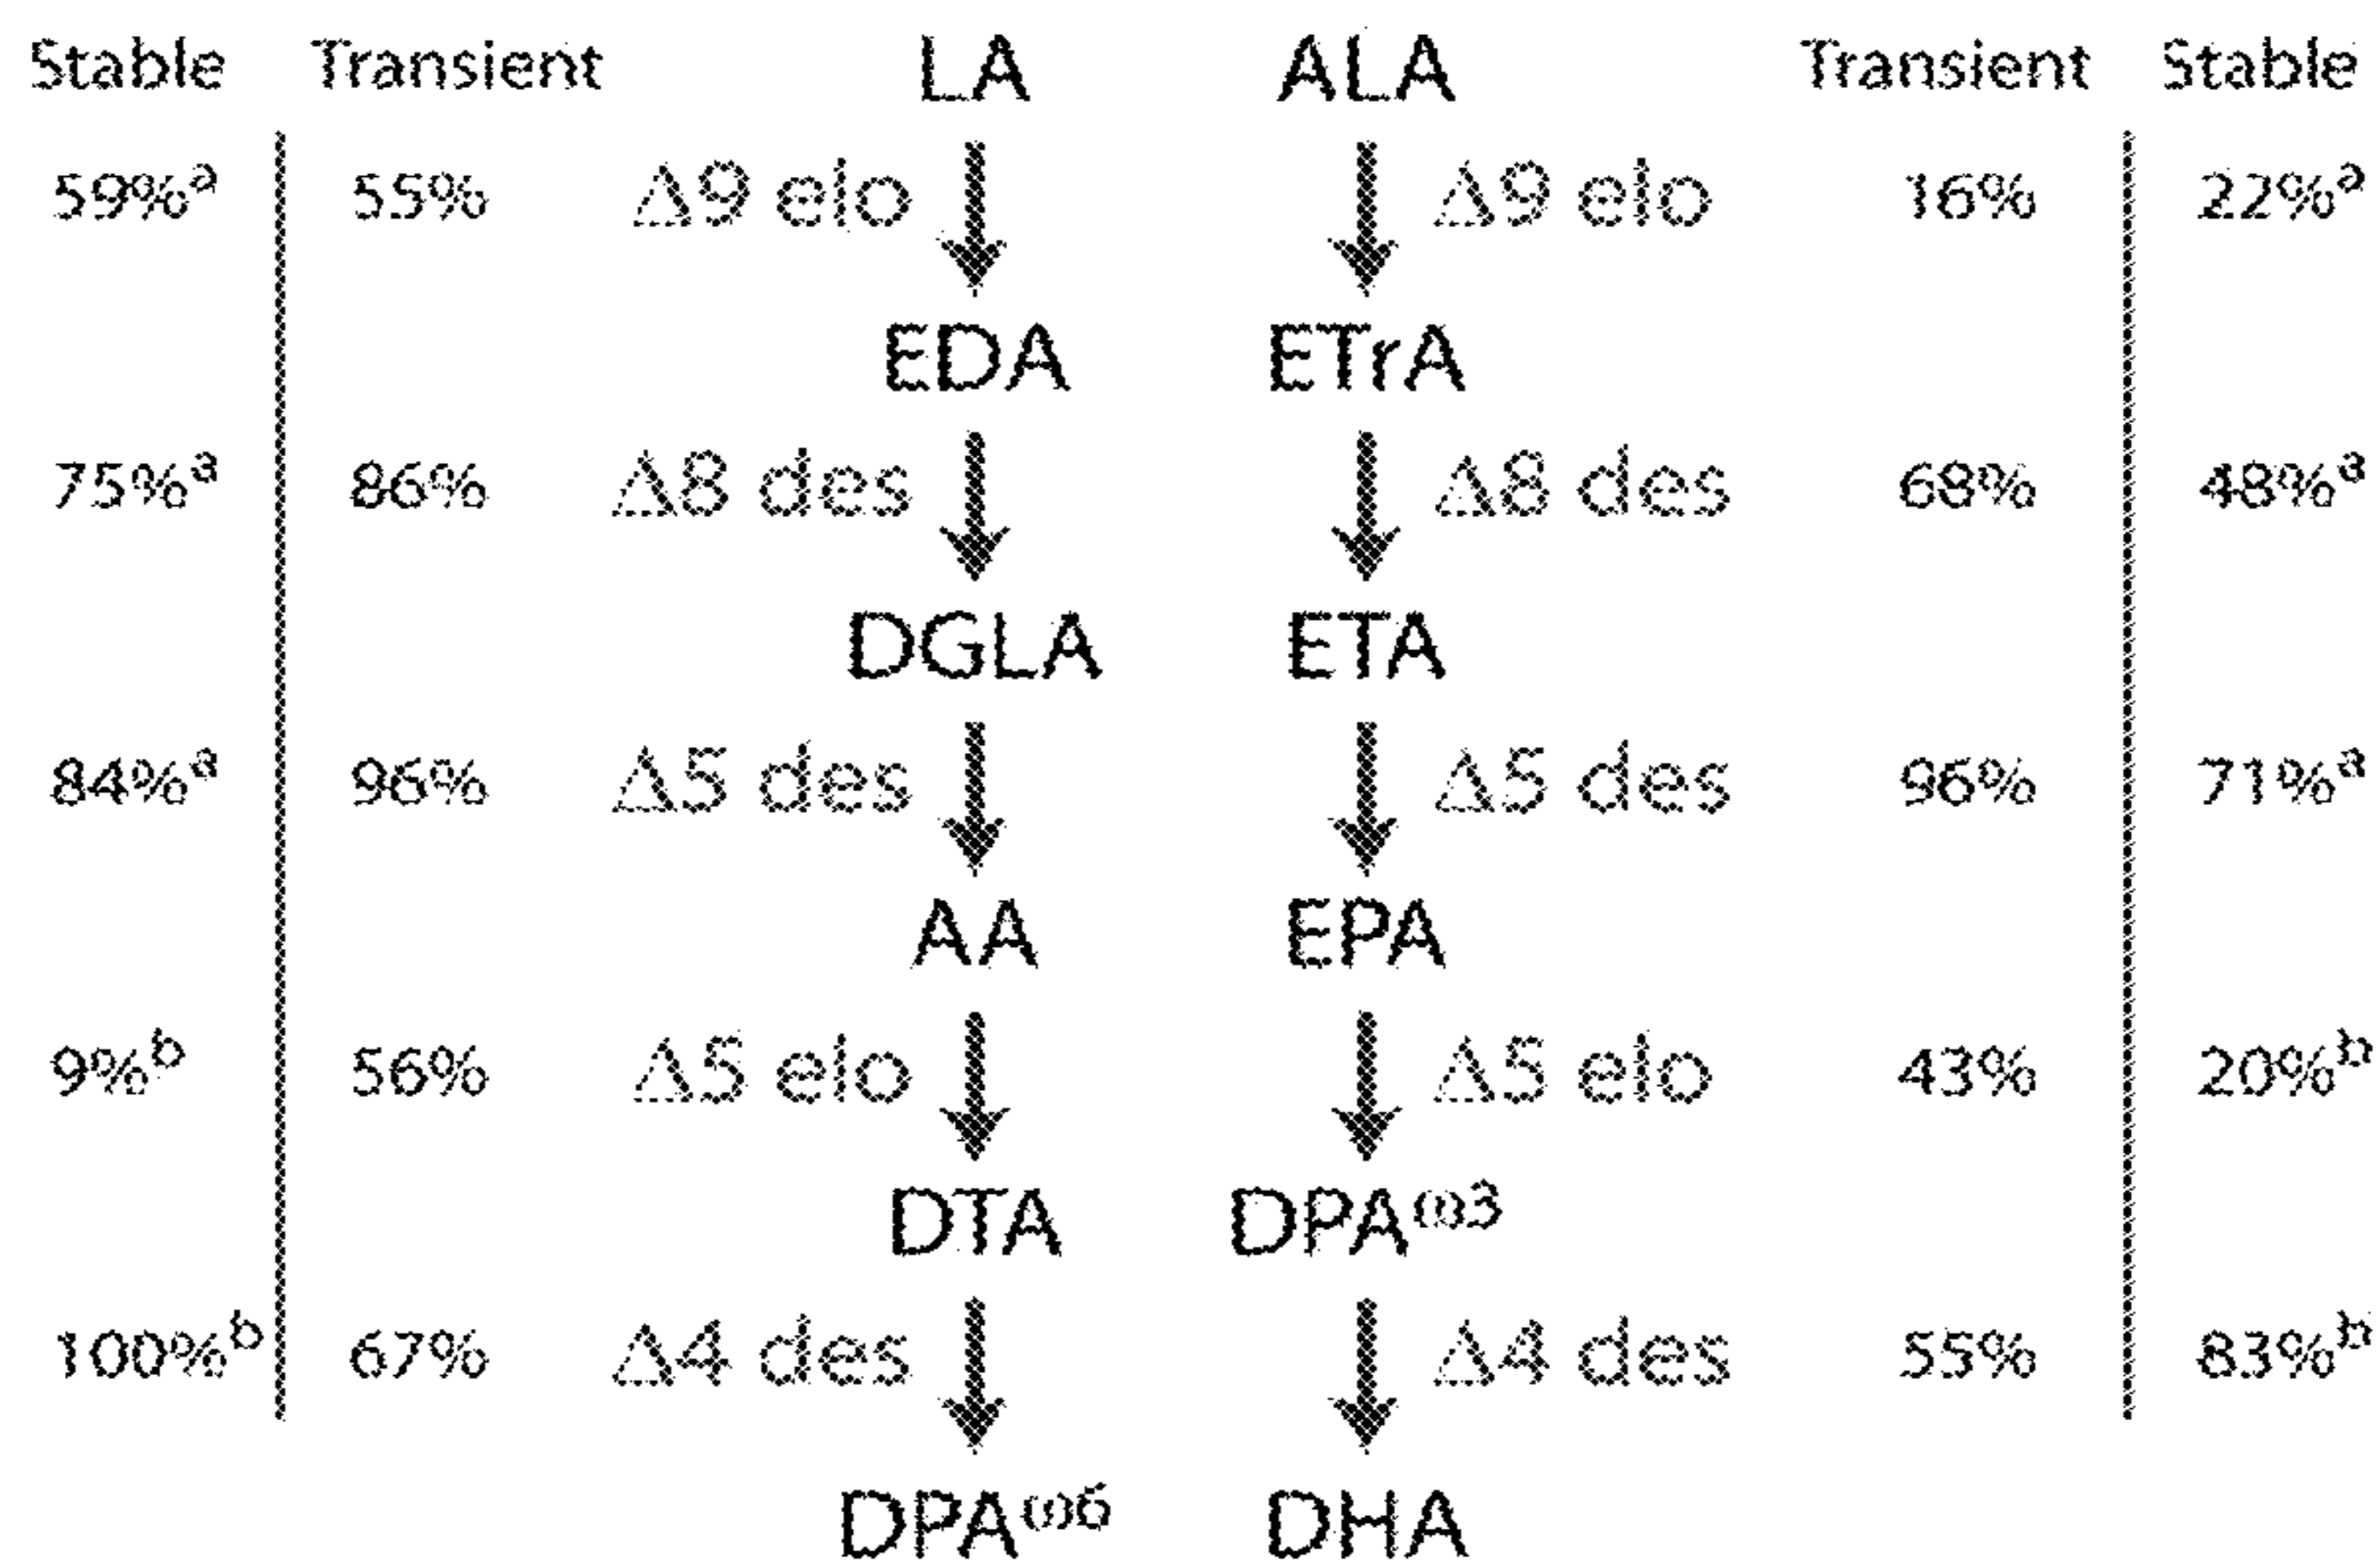 Stable Transient LA ALA Transient Stable
59%ᵃ 55% Δ9 elo Δ9 elo 16% 22%ᵃ
EDA ETrA
75%ᵃ 86% Δ8 des Δ8 des 68% 48%ᵃ
DGLA ETA
84%ᵃ 96% Δ5 des Δ5 des 96% 71%ᵃ
AA EPA
9%ᵇ 56% Δ5 elo Δ5 elo 43% 20%ᵇ
DTA DPAω3
100%ᵇ 67% Δ4 des Δ4 des 55% 83%ᵇ
DPAω6 DHA